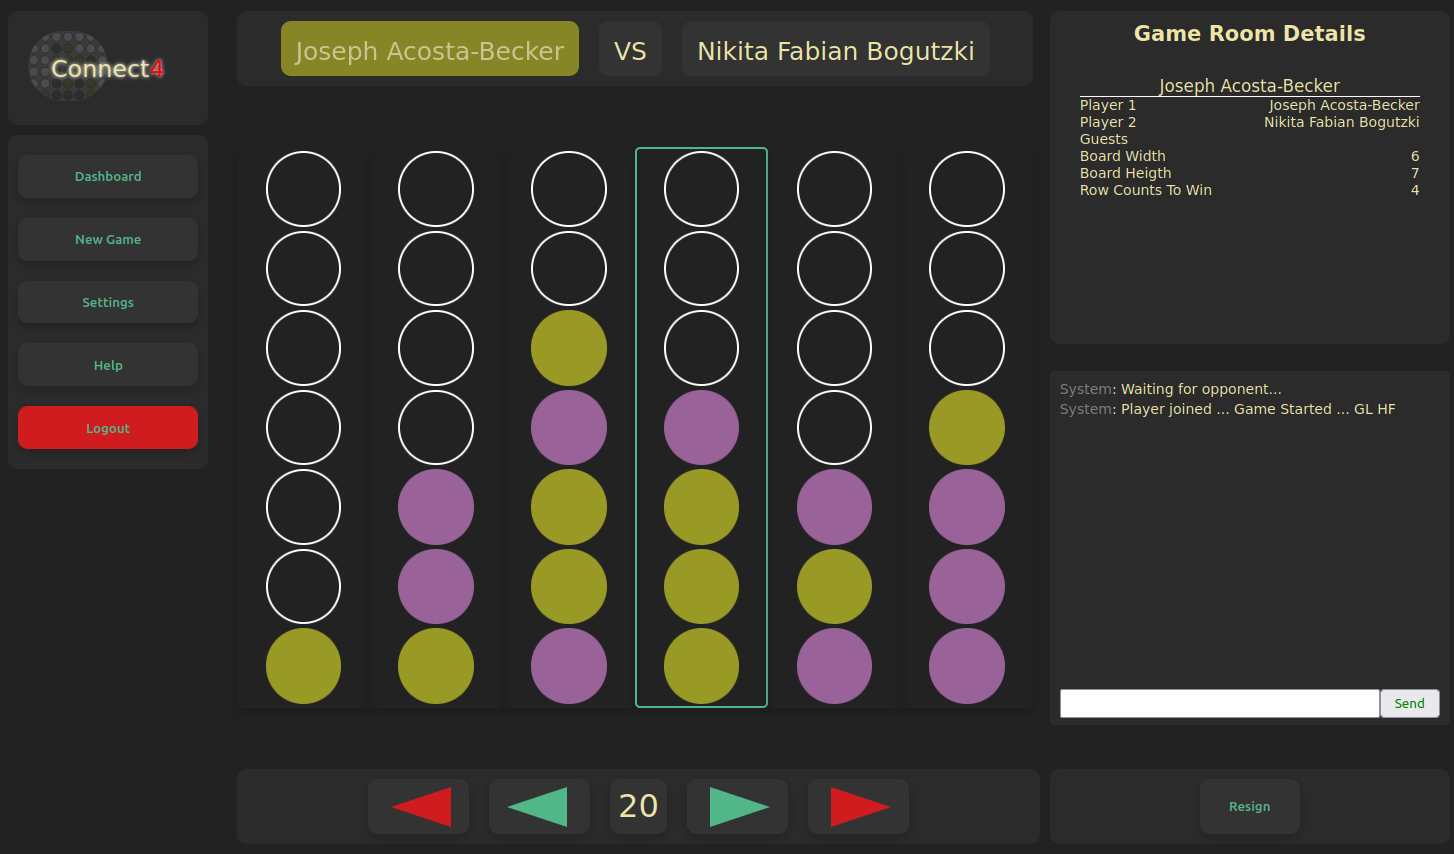 Connect4
Dashboard
New Game
Settings
Help
Logout
Joseph Acosta-Becker VS Nikita Fabian Bogutzki
20
Game Room Details
Joseph Acosta-Becker
Player 1 Joseph Acosta-Becker
Player 2 Nikita Fabian Bogutzki
Guests
Board Width 6
Board Heigth 7
Row Counts To Win 4
System: Waiting for opponent...
System: Player joined ... Game Started ... GL HF
Send
Resign